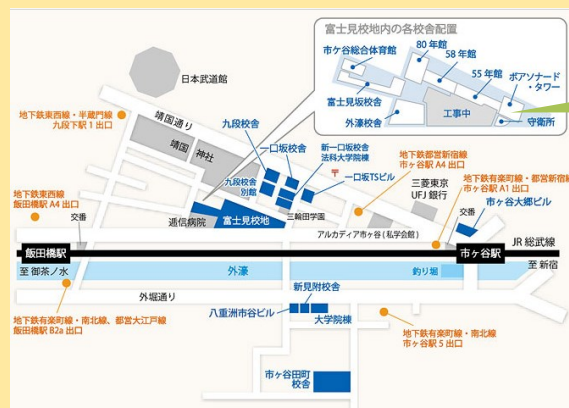 富士見校地内の各校舎配置
市ケ谷総合体育館
80年館
58年館
55年館
ボアソナード・
タワー
富士見坂校舎
外濠校舎
工事中
守衛所
日本武道館
地下鉄東西線・半蔵門線
九段下駅1出口
靖国通り
靖国
神社
九段校舎
一口坂校舎
新一口坂校舎
法科大学院棟
九段校舎
別館
〒
一口坂TSビル
地下鉄都営新宿線
市ヶ谷駅A4出口
三菱東京
UFJ銀行
地下鉄有楽町線・都営新宿線
市ヶ谷駅A1出口
地下鉄東西線
飯田橋駅A4出口
交番
逓信病院
富士見校地
三輪田学園
アルカディア市ヶ谷(私学会館)
交番
市ヶ谷大郷ビル
飯田橋駅
市ヶ谷駅
JR総武線
至御茶ノ水
外濠
釣り堀
至新宿
外堀通り
新見附校舎
八重洲市谷ビル
大学院棟
地下鉄有楽町線・南北線、都営大江戸線
飯田橋駅B2a出口
地下鉄有楽町線・南北線
市ヶ谷駅5出口
市ヶ谷田町
校舎